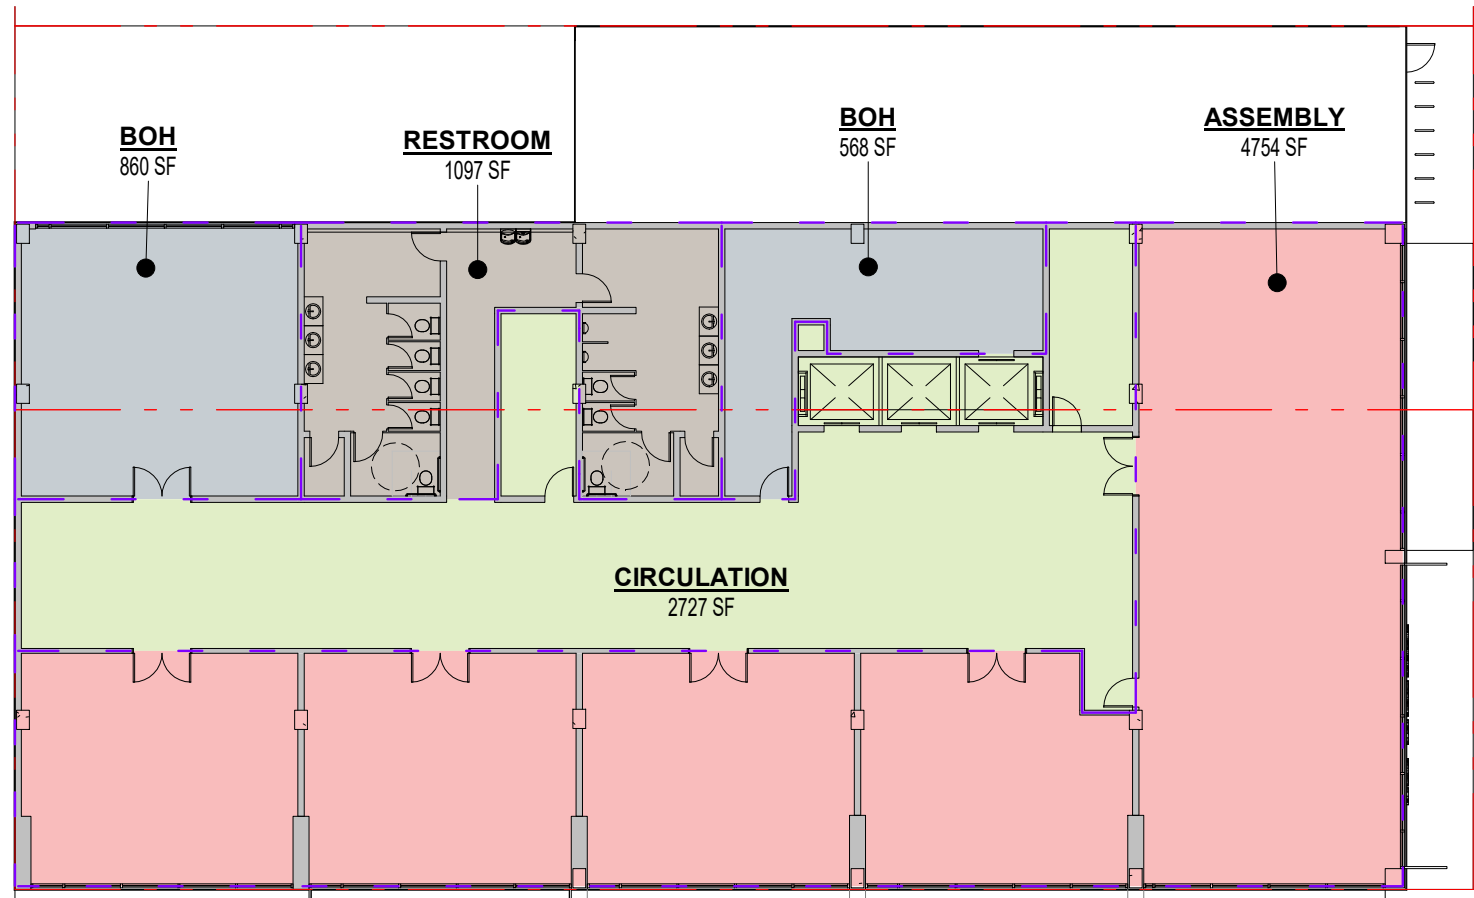 BOH
860 SF
RESTROOM
1097 SF
BOH
568 SF
ASSEMBLY
4754 SF
CIRCULATION
2727 SF